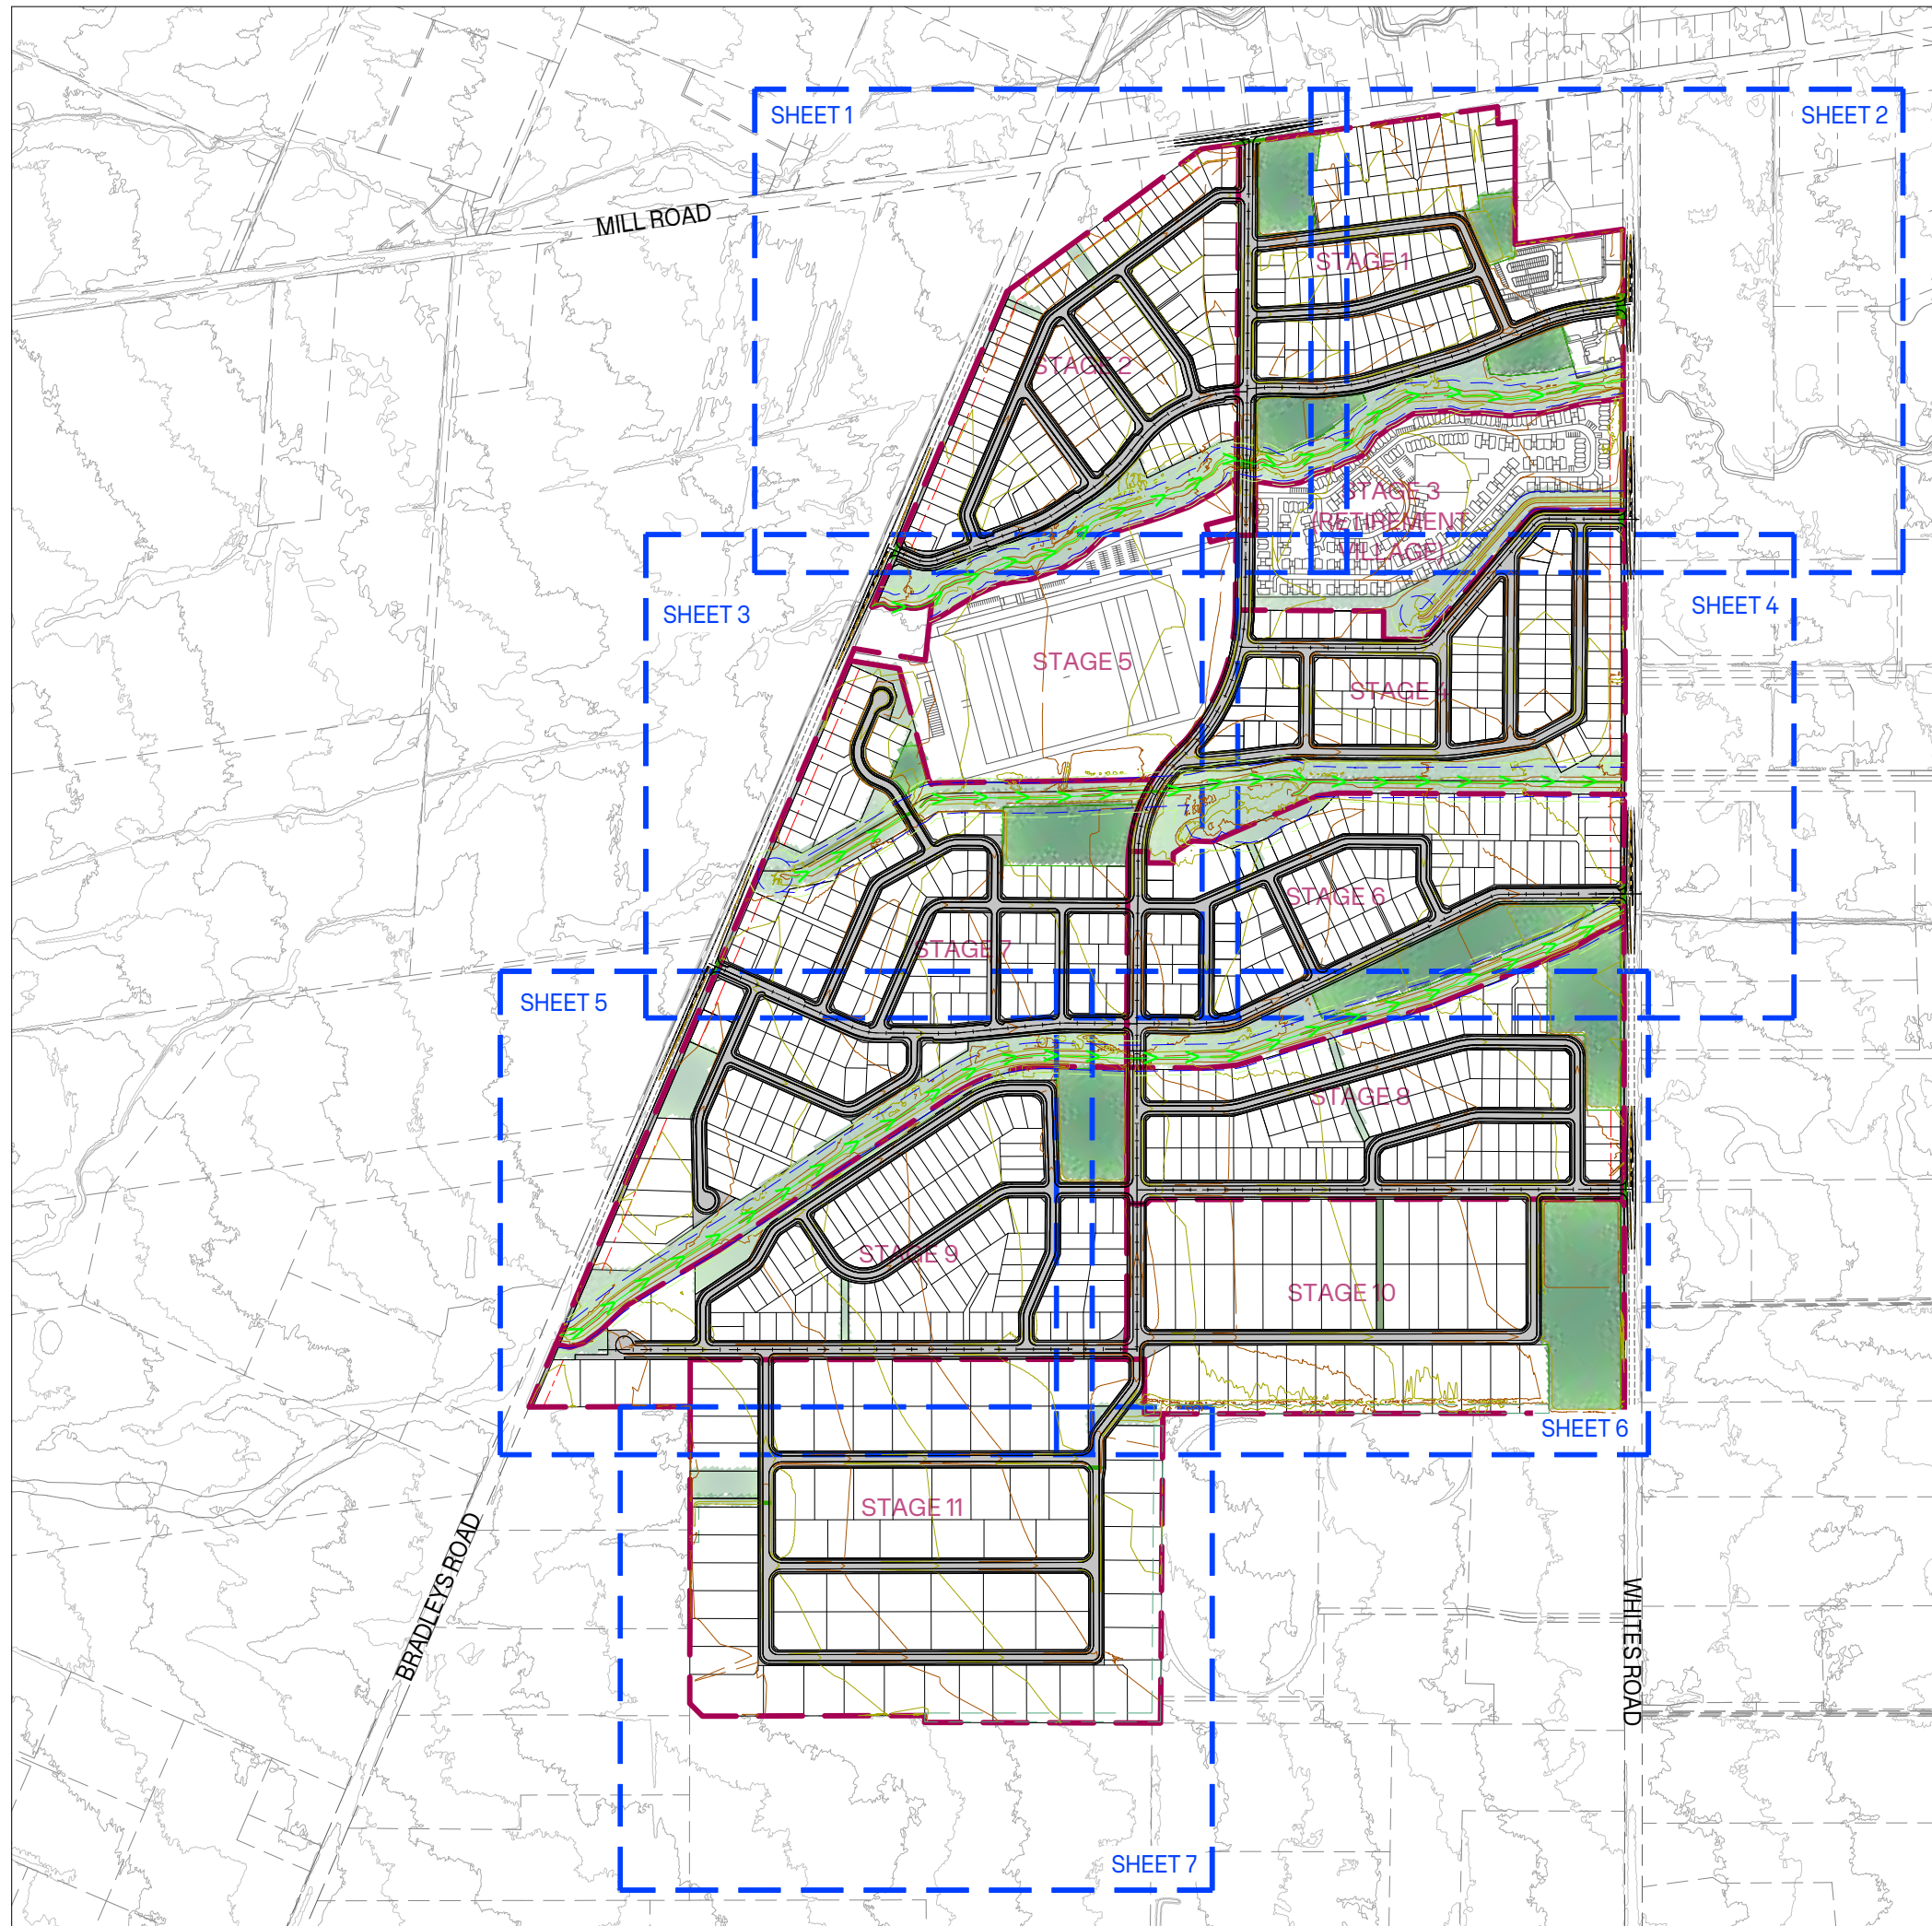 SHEET 1
SHEET 2
MILL ROAD
STAGE 1
STAGE 2
STAGE 3
(RETIREMENT
VILLAGE)
SHEET 3
SHEET 4
STAGE 5
STAGE 4
STAGE 6
STAGE 7
SHEET 5
STAGE 8
STAGE 9
STAGE 10
SHEET 6
STAGE 11
BRADLEYS ROAD
WHITES ROAD
SHEET 7